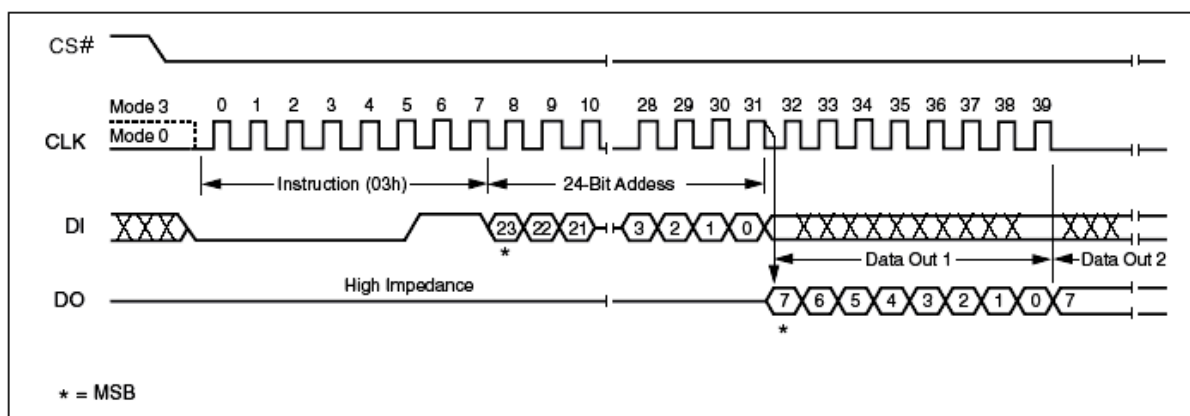 CS#
Mode 3 0 1 2 3 4 5 6 7 8 9 10 28 29 30 31 32 33 34 35 36 37 38 39
CLK Mode 0
Instruction (03h) 24-Bit Addess
DI 23 22 21 3 2 1 0
* Data Out 1 Data Out 2
High Impedance
DO 7 6 5 4 3 2 1 0 7
*
* = MSB